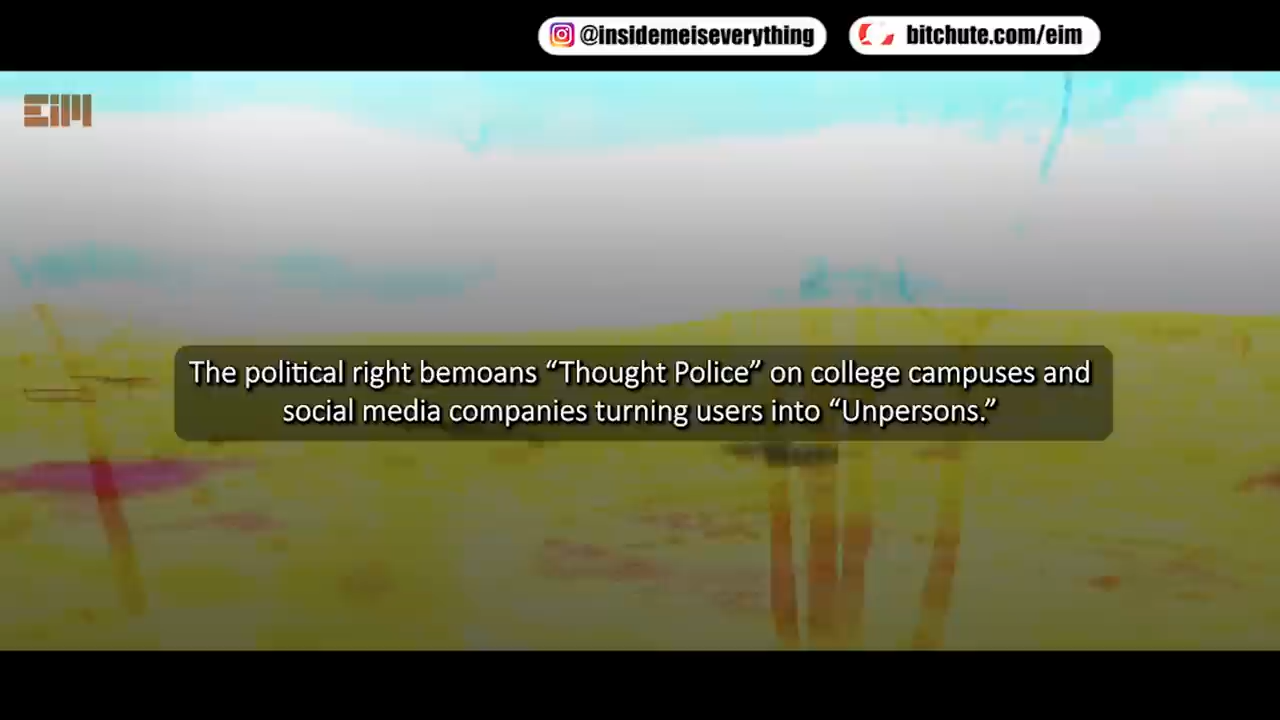 @insidemeiseverything
bitchute.com/eim
EiM
The political right bemoans “Thought Police” on college campuses and
social media companies turning users into “Unpersons.”